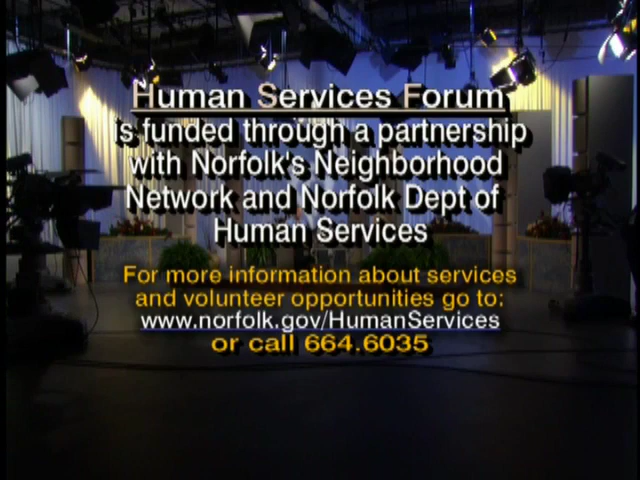 Human Services Forum
is funded through a partnership
with Norfolk's Neighborhood
Network and Norfolk Dept of
Human Services
For more information about services
and volunteer opportunities go to:
www.norfolk.gov/HumanServices
or call 664.6035